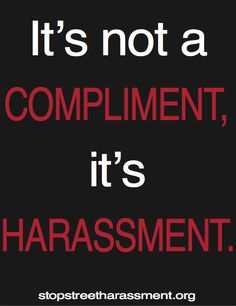 It's not a
COMPLIMENT,
it's
HARASSMENT.
stopstreetharassment.org